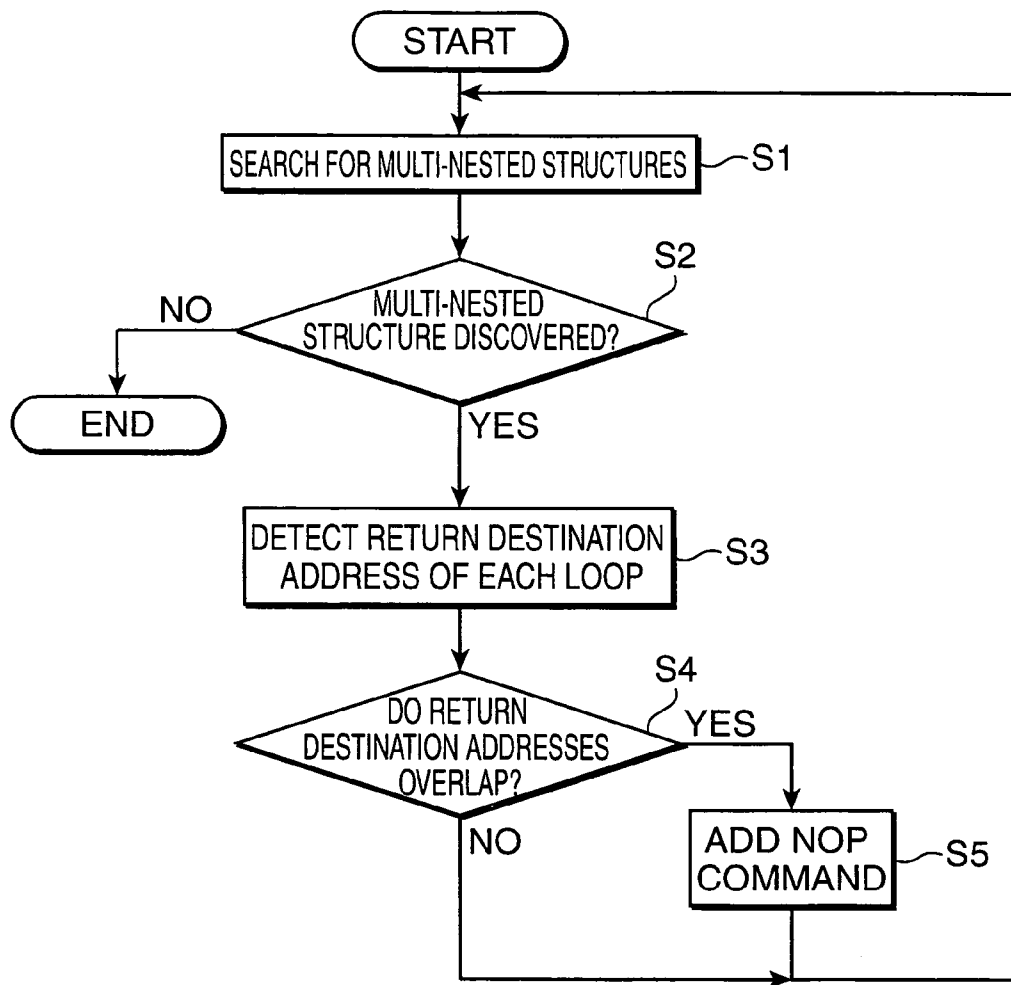 START
SEARCH FOR MULTI-NESTED STRUCTURES
S1
S2
MULTI-NESTED
STRUCTURE DISCOVERED?
NO
END
YES
DETECT RETURN DESTINATION
ADDRESS OF EACH LOOP
S3
S4
DO RETURN
DESTINATION ADDRESSES
OVERLAP?
YES
NO
ADD NOP
COMMAND
S5